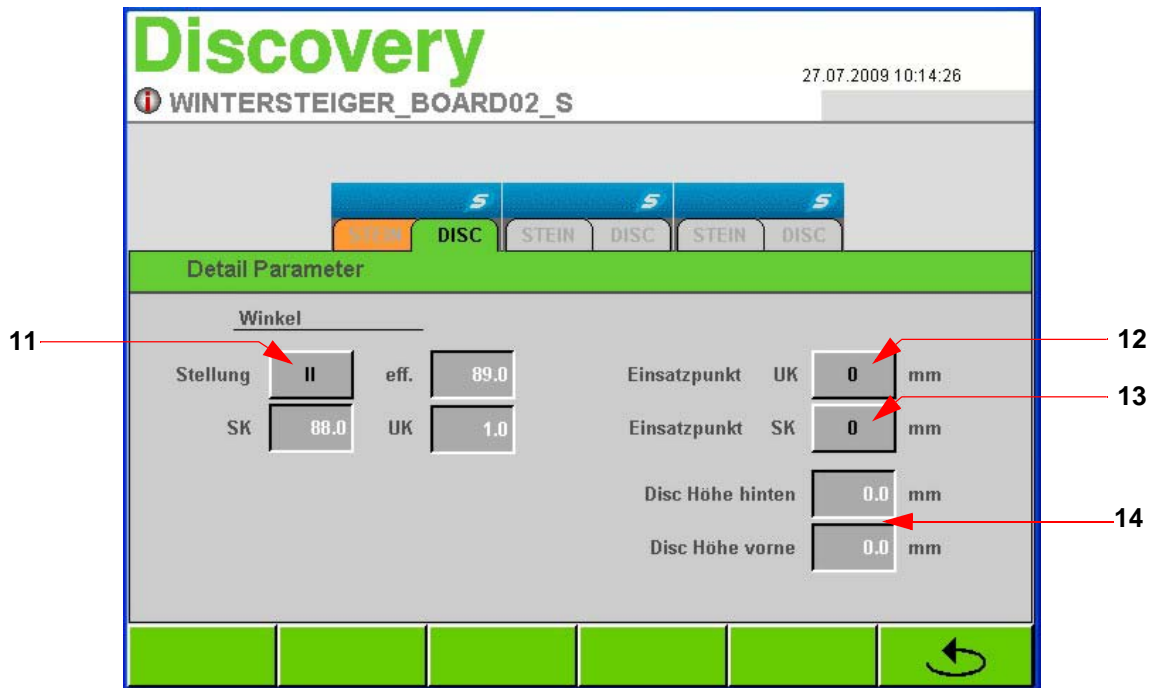 Discovery
27.07.2009 10:14:26
WINTERSTEIGER_BOARD02_S
S S S
STEIN DISC STEIN DISC STEIN DISC
Detail Parameter
Winkel
11
12
Stellung II eff. 89.0 Einsatzpunkt UK 0 mm
13
SK 88.0 UK 1.0 Einsatzpunkt SK 0 mm
Disc Höhe hinten 0.0 mm
14
Disc Höhe vorne 0.0 mm